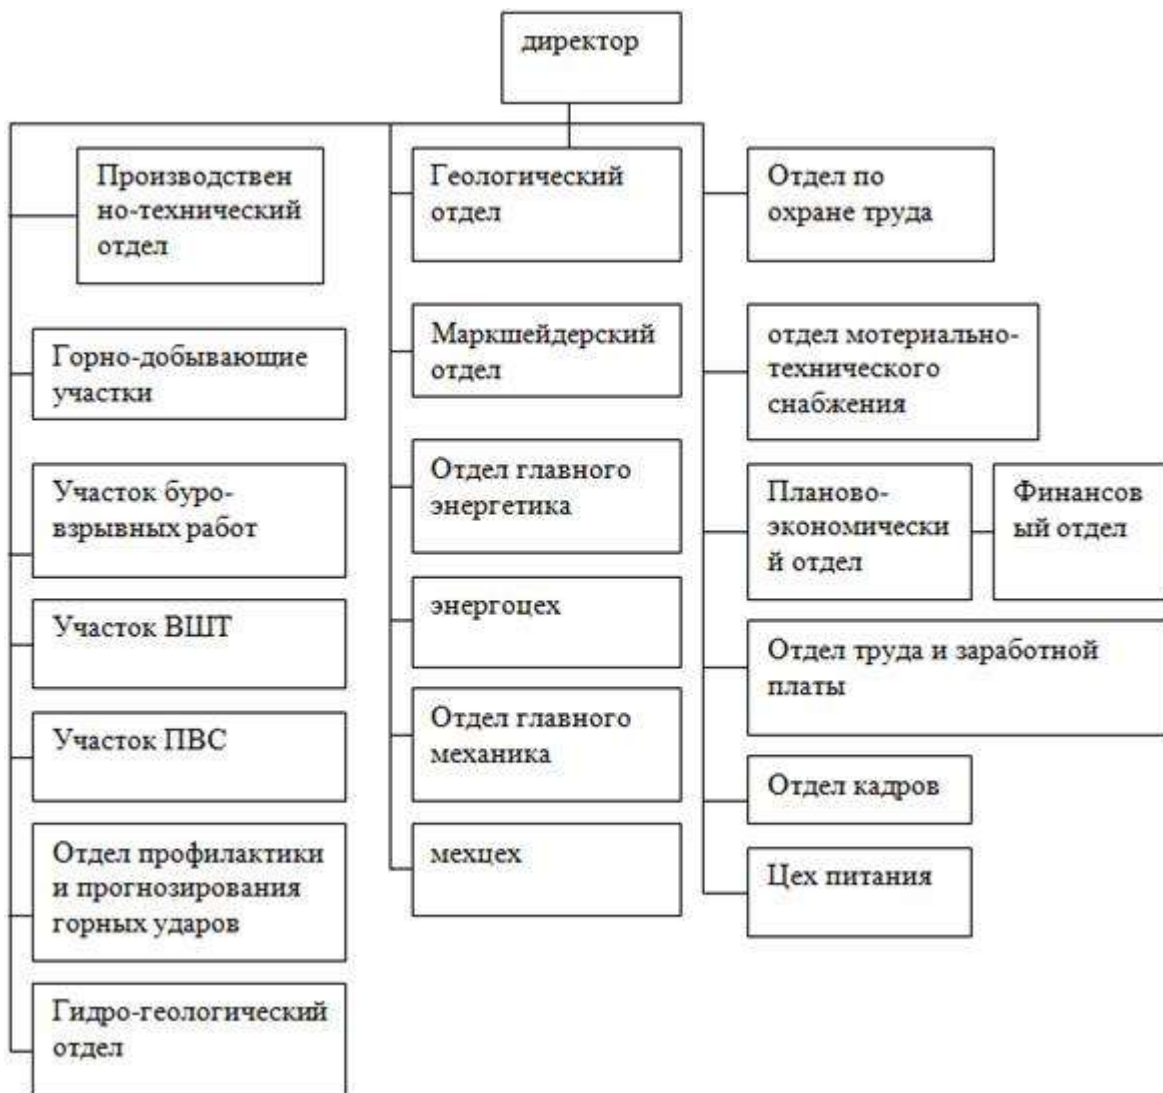 директор
Производствен
но-технический
отдел
Горно-добывающие
участки
Участок буро-
взрывных работ
Участок ВШТ
Участок ПВС
Отдел профилактики
и прогнозирования
горных ударов
Гидро-геологический
отдел
Геологический
отдел
Маркшейдерский
отдел
Отдел главного
энергетика
энергоцех
Отдел главного
механика
мехцех
Отдел по
охране труда
отдел мотериально-
технического
снабжения
Планово-
экономически
й отдел
Финансов
ый отдел
Отдел труда и заработной
платы
Отдел кадров
Цех питания